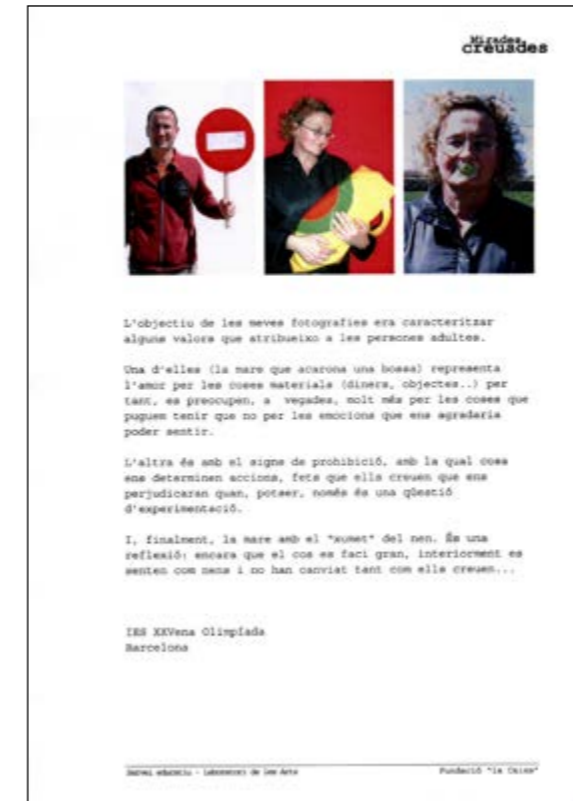 Mirades
creuades
L'objectiu de les meves fotografies era caracteritzar
alguns valors que atribueixo a les persones adultes.
Una d'elles (la mare que acarona una bossa) representa
l'amor per les coses materials (diners, objectes..) per
tant, es preocupen, a vegades, molt més per les coses que
puguem tenir que no per les emocions que ens agradaria
poder sentir.
L'altra és amb el signe de prohibició, amb la qual cosa
ens determinen accions, fets que ells creuen que ens
perjudicaran quan, potser, només és una qüestió
d'experimentació.
I, finalment, la mare amb el "xumet" del nen. És una
reflexió: encara que el cos es faci gran, interiorment es
senten com nens i no han canviat tant com ells creuen...
IES XXVena Olimpíada
Barcelona
Servei educatiu - Laboratori de les Arts
Fundació "la Caixa"